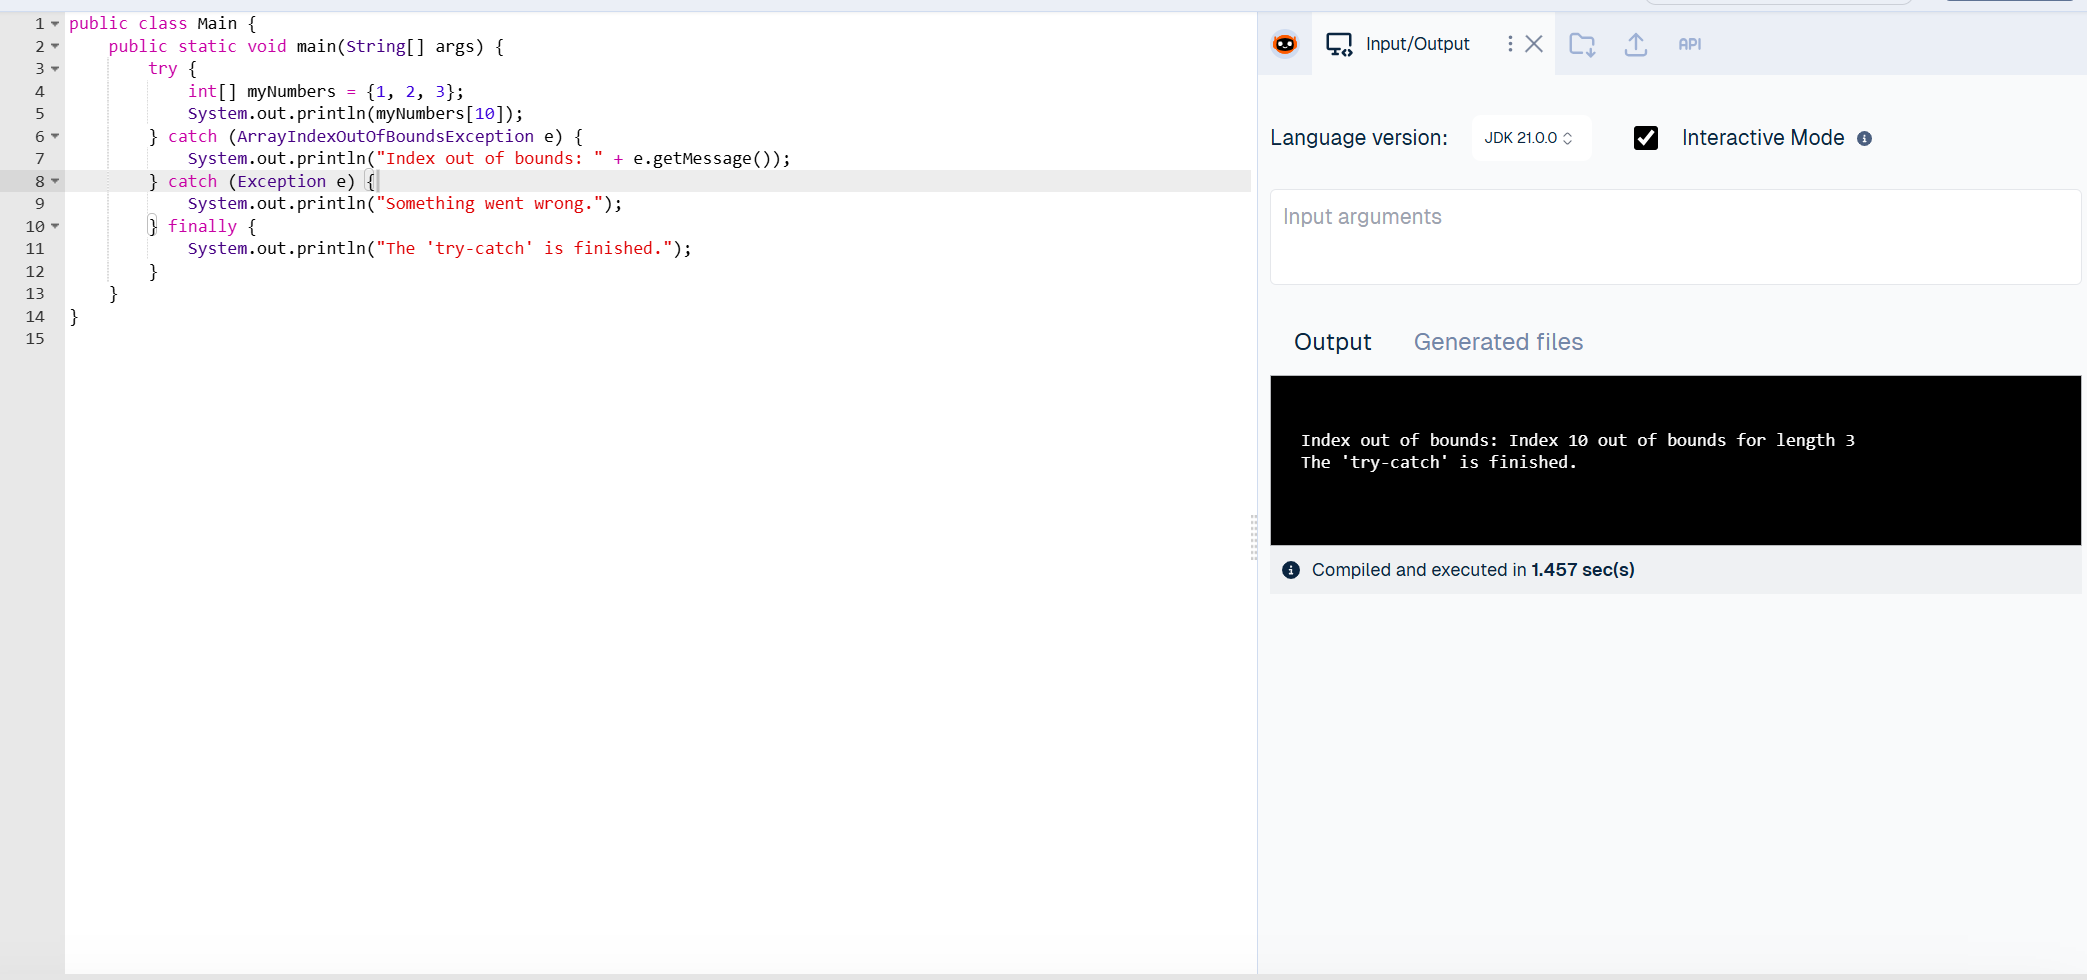 1 public class Main {
2 public static void main(String[] args) {
3 try {
4 int[] myNumbers = {1, 2, 3};
5 System.out.println(myNumbers[10]);
6 } catch (ArrayIndexOutOfBoundsException e) {
7 System.out.println("Index out of bounds: " + e.getMessage());
8 } catch (Exception e) {
9 System.out.println("Something went wrong.");
10 } finally {
11 System.out.println("The 'try-catch' is finished.");
12 }
13 }
14 }
15
Input/Output
API
Language version: JDK 21.0.0 Interactive Mode
Input arguments
Output Generated files
Index out of bounds: Index 10 out of bounds for length 3
The 'try-catch' is finished.
Compiled and executed in 1.457 sec(s)